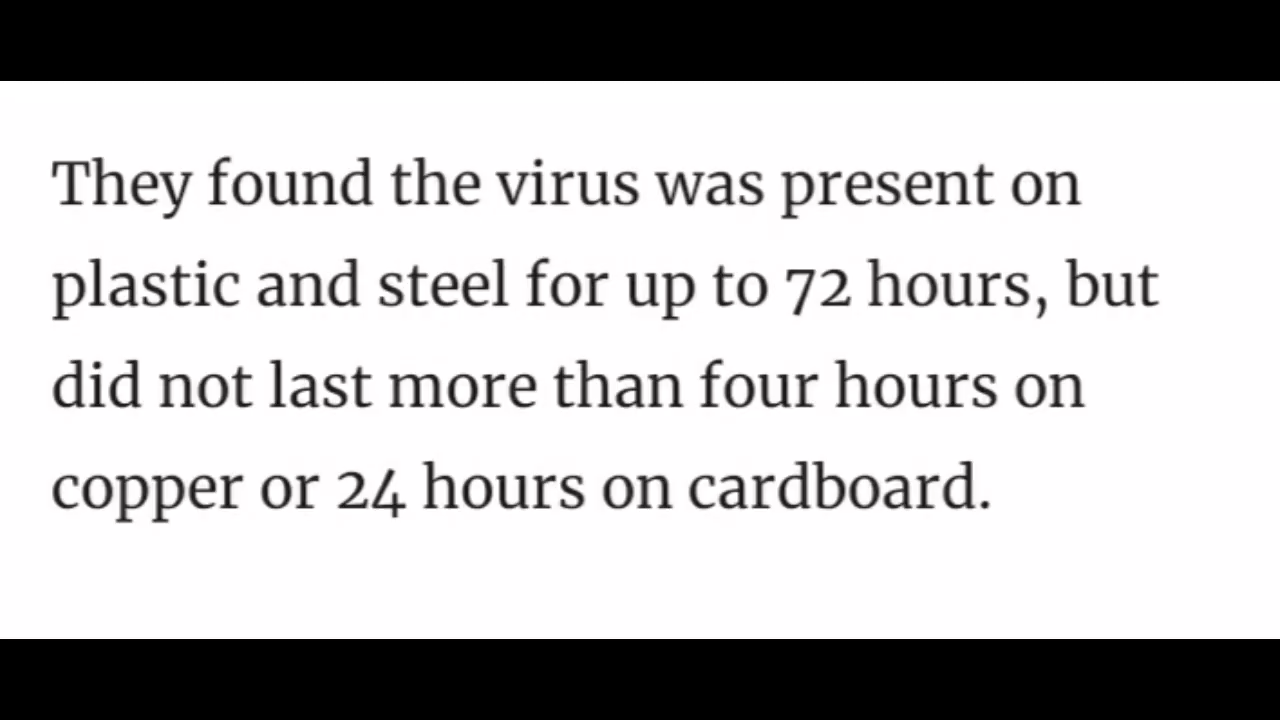 They found the virus was present on
plastic and steel for up to 72 hours, but
did not last more than four hours on
copper or 24 hours on cardboard.